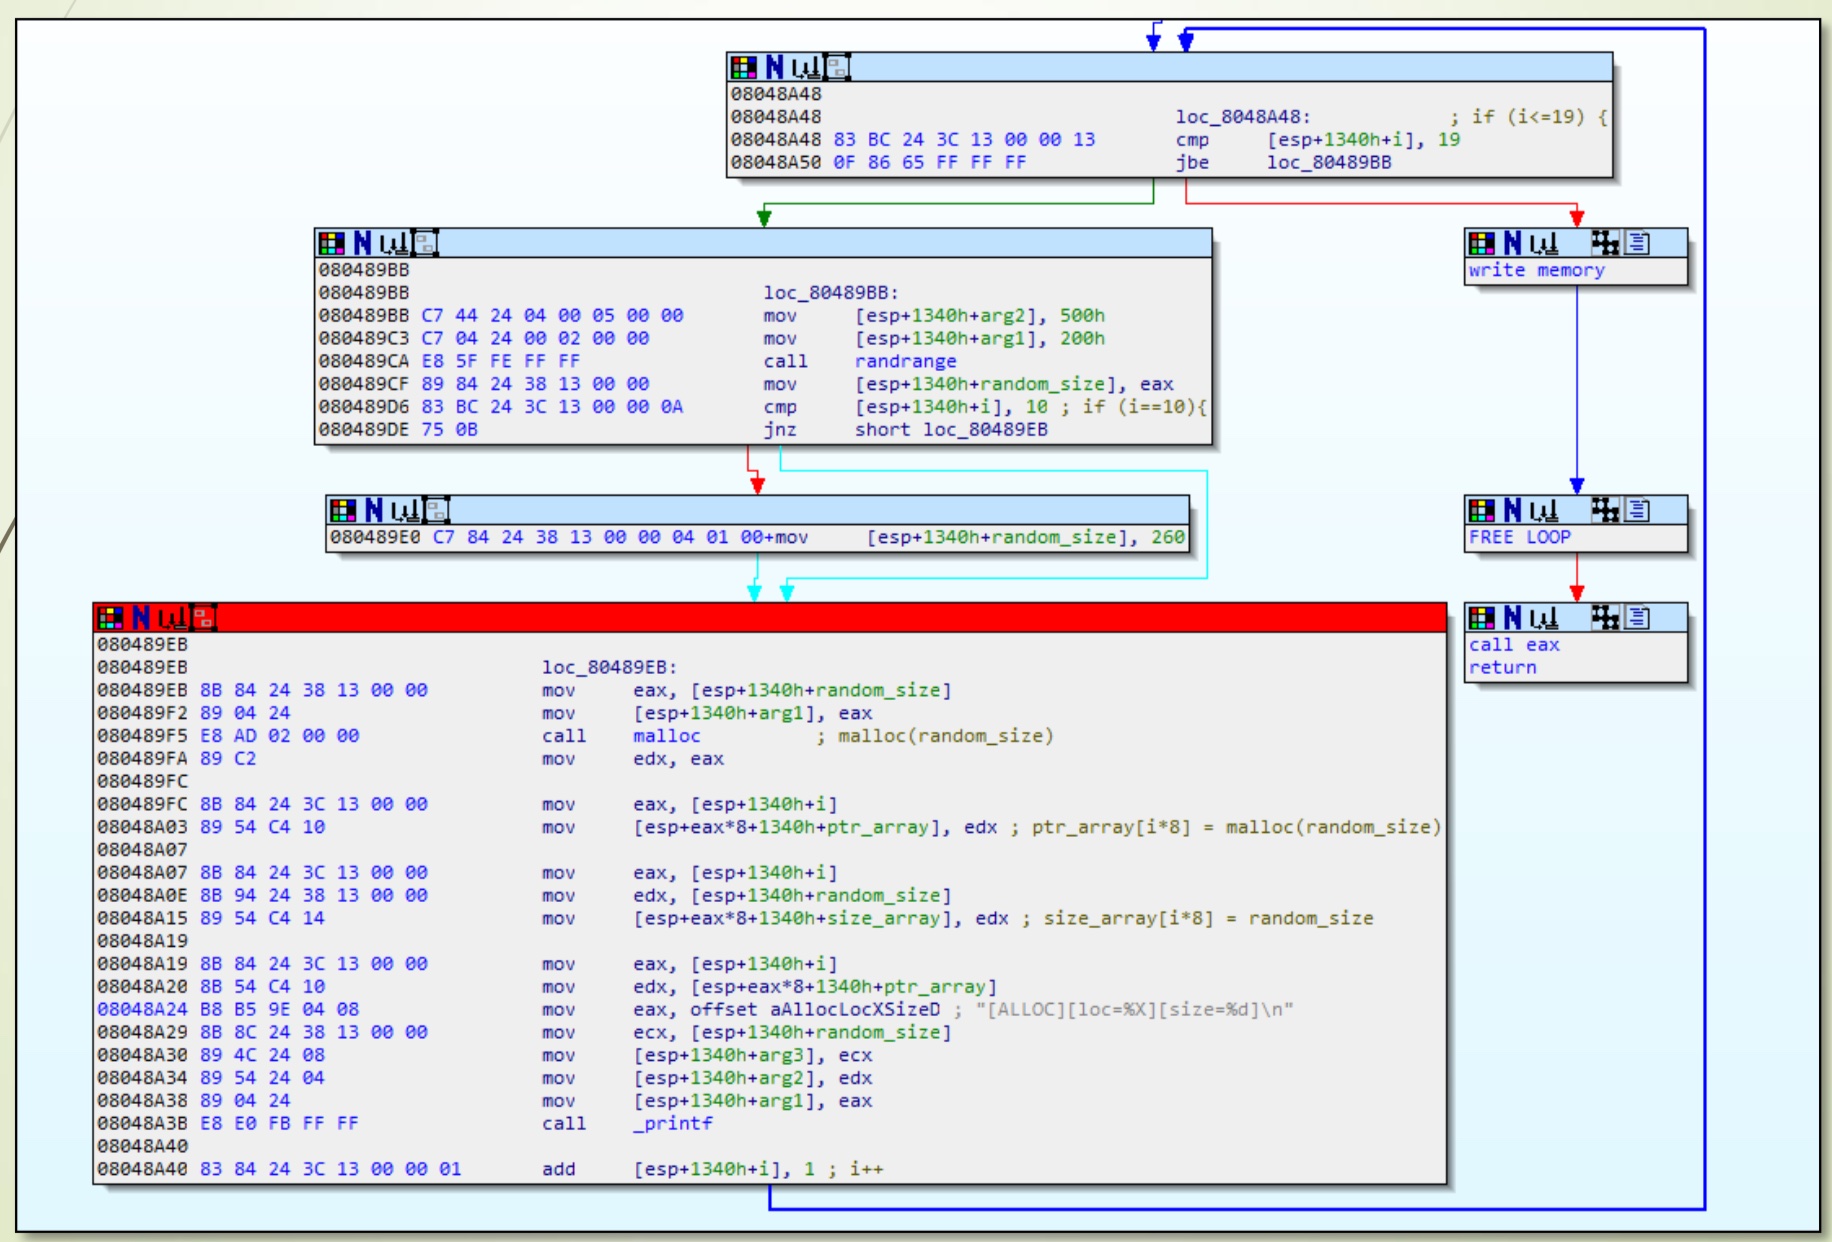 08048A48
08048A48 loc_8048A48: ; if (i<=19) {
08048A48 83 BC 24 3C 13 00 00 13 cmp [esp+1340h+i], 19
08048A50 0F 86 65 FF FF FF jbe loc_80489BB
080489BB
080489BB loc_80489BB:
080489BB C7 44 24 04 00 05 00 00 mov [esp+1340h+arg2], 500h
080489C3 C7 04 24 00 02 00 00 mov [esp+1340h+arg1], 200h
080489CA E8 5F FE FF FF call randrange
080489CF 89 84 24 38 13 00 00 mov [esp+1340h+random_size], eax
080489D6 83 BC 24 3C 13 00 00 0A cmp [esp+1340h+i], 10 ; if (i==10){
080489DE 75 0B jnz short loc_80489EB
write memory
080489E0 C7 84 24 38 13 00 00 04 01 00+mov [esp+1340h+random_size], 260
FREE LOOP
080489EB
080489EB loc_80489EB:
080489EB 8B 84 24 38 13 00 00 mov eax, [esp+1340h+random_size]
080489F2 89 04 24 mov [esp+1340h+arg1], eax
080489F5 E8 AD 02 00 00 call malloc ; malloc(random_size)
080489FA 89 C2 mov edx, eax
080489FC
080489FC 8B 84 24 3C 13 00 00 mov eax, [esp+1340h+i]
08048A03 89 54 C4 10 mov [esp+eax*8+1340h+ptr_array], edx ; ptr_array[i*8] = malloc(random_size)
08048A07
08048A07 8B 84 24 3C 13 00 00 mov eax, [esp+1340h+i]
08048A0E 8B 94 24 38 13 00 00 mov edx, [esp+1340h+random_size]
08048A15 89 54 C4 14 mov [esp+eax*8+1340h+size_array], edx ; size_array[i*8] = random_size
08048A19
08048A19 8B 84 24 3C 13 00 00 mov eax, [esp+1340h+i]
08048A20 8B 54 C4 10 mov edx, [esp+eax*8+1340h+ptr_array]
08048A24 B8 B5 9E 04 08 mov eax, offset aAllocLocXSizeD ; "[ALLOC][loc=%X][size=%d]\n"
08048A29 8B 8C 24 38 13 00 00 mov ecx, [esp+1340h+random_size]
08048A30 89 4C 24 08 mov [esp+1340h+arg3], ecx
08048A34 89 54 24 04 mov [esp+1340h+arg2], edx
08048A38 89 04 24 mov [esp+1340h+arg1], eax
08048A3B E8 E0 FB FF FF call _printf
08048A40
08048A40 83 84 24 3C 13 00 00 01 add [esp+1340h+i], 1 ; i++
call eax
return